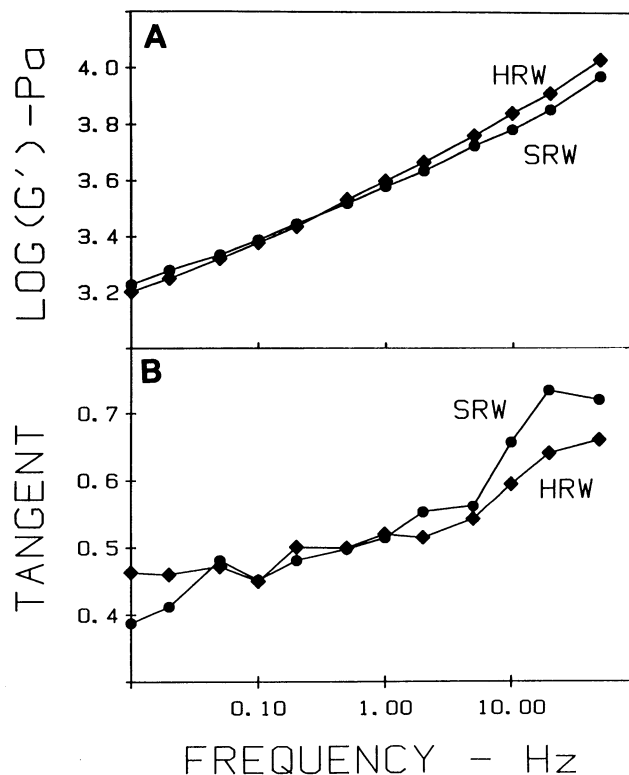 A
LOG(G′)-Pa
4.0
3.8
3.6
3.4
3.2
HRW
SRW
B
TANGENT
0.7
0.6
0.5
0.4
SRW
HRW
0.10
1.00
10.00
FREQUENCY - Hz